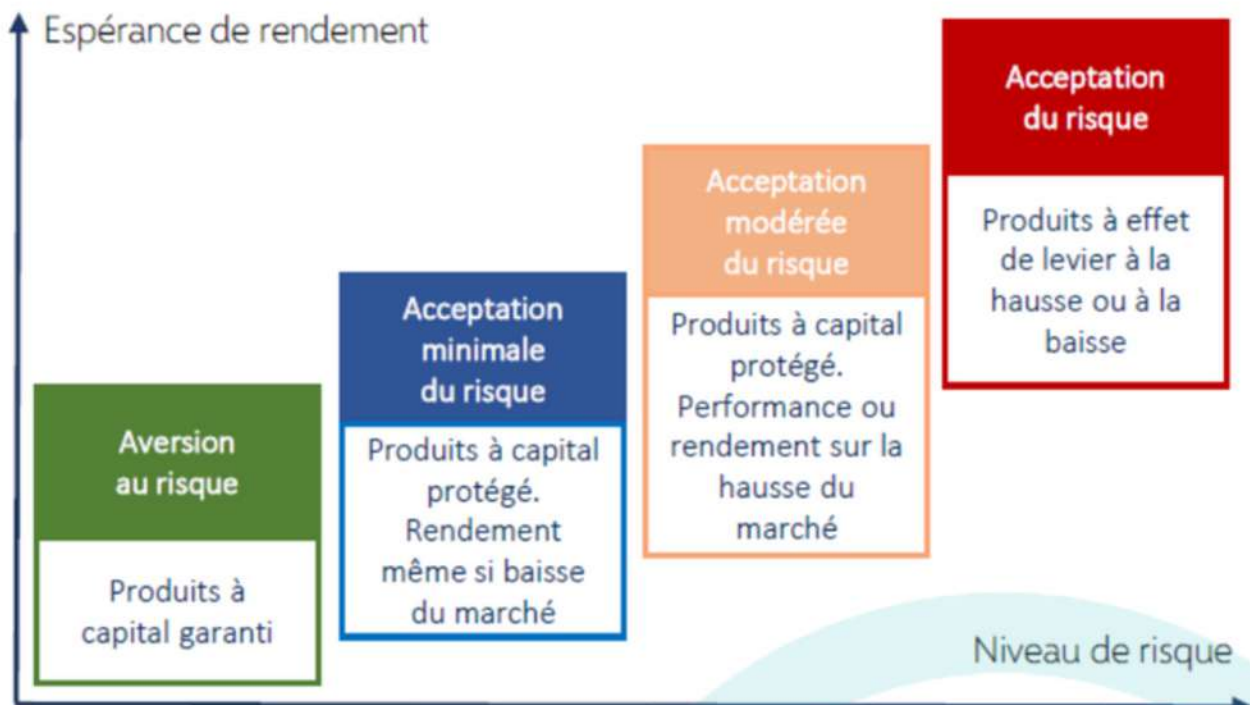 Espérance de rendement
Aversion
au risque
Produits à
capital garanti
Acceptation
minimale
du risque
Produits à capital
protégé.
Rendement
même si baisse
du marché
Acceptation
modérée
du risque
Produits à capital
protégé.
Performance ou
rendement sur la
hausse du
marché
Acceptation
du risque
Produits à effet
de levier à la
hausse ou à la
baisse
Niveau de risque